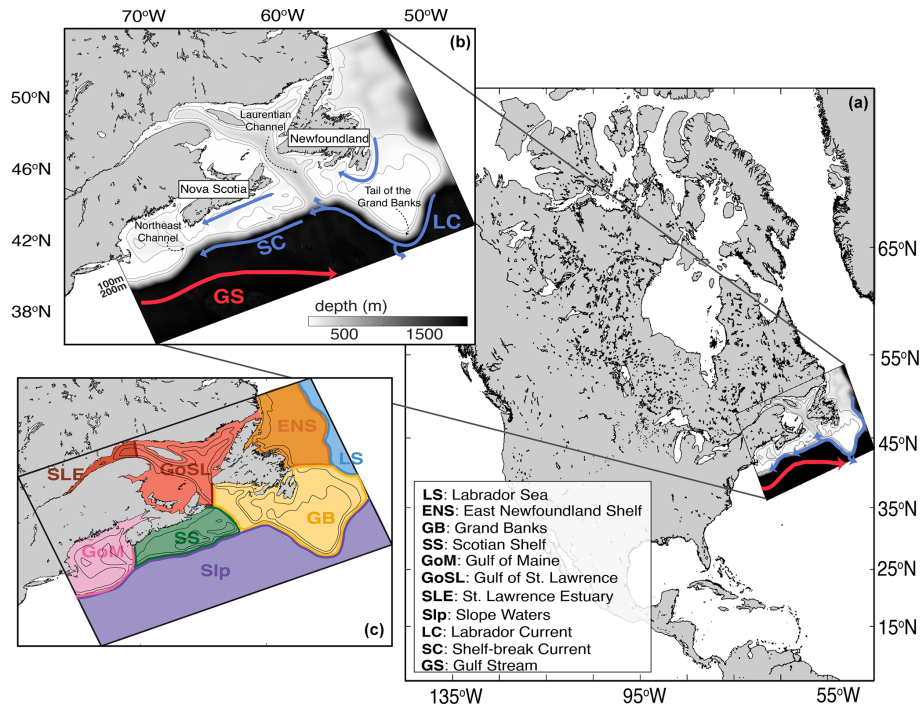 70°W 60°W 50°W
(b)
50°N
46°N
42°N
38°N
Laurentian
Channel
Newfoundland
Nova Scotia
Tail of the
Grand Banks
Northeast
Channel
SC
LC
GS
100m
200m
depth (m)
500 1500
(a)
65°N
55°N
45°N
35°N
25°N
15°N
135°W 95°W 55°W
ENS
LS
SLE
GoSL
GB
SS
GoM
Slp
(c)
LS: Labrador Sea
ENS: East Newfoundland Shelf
GB: Grand Banks
SS: Scotian Shelf
GoM: Gulf of Maine
GoSL: Gulf of St. Lawrence
SLE: St. Lawrence Estuary
Slp: Slope Waters
LC: Labrador Current
SC: Shelf-break Current
GS: Gulf Stream